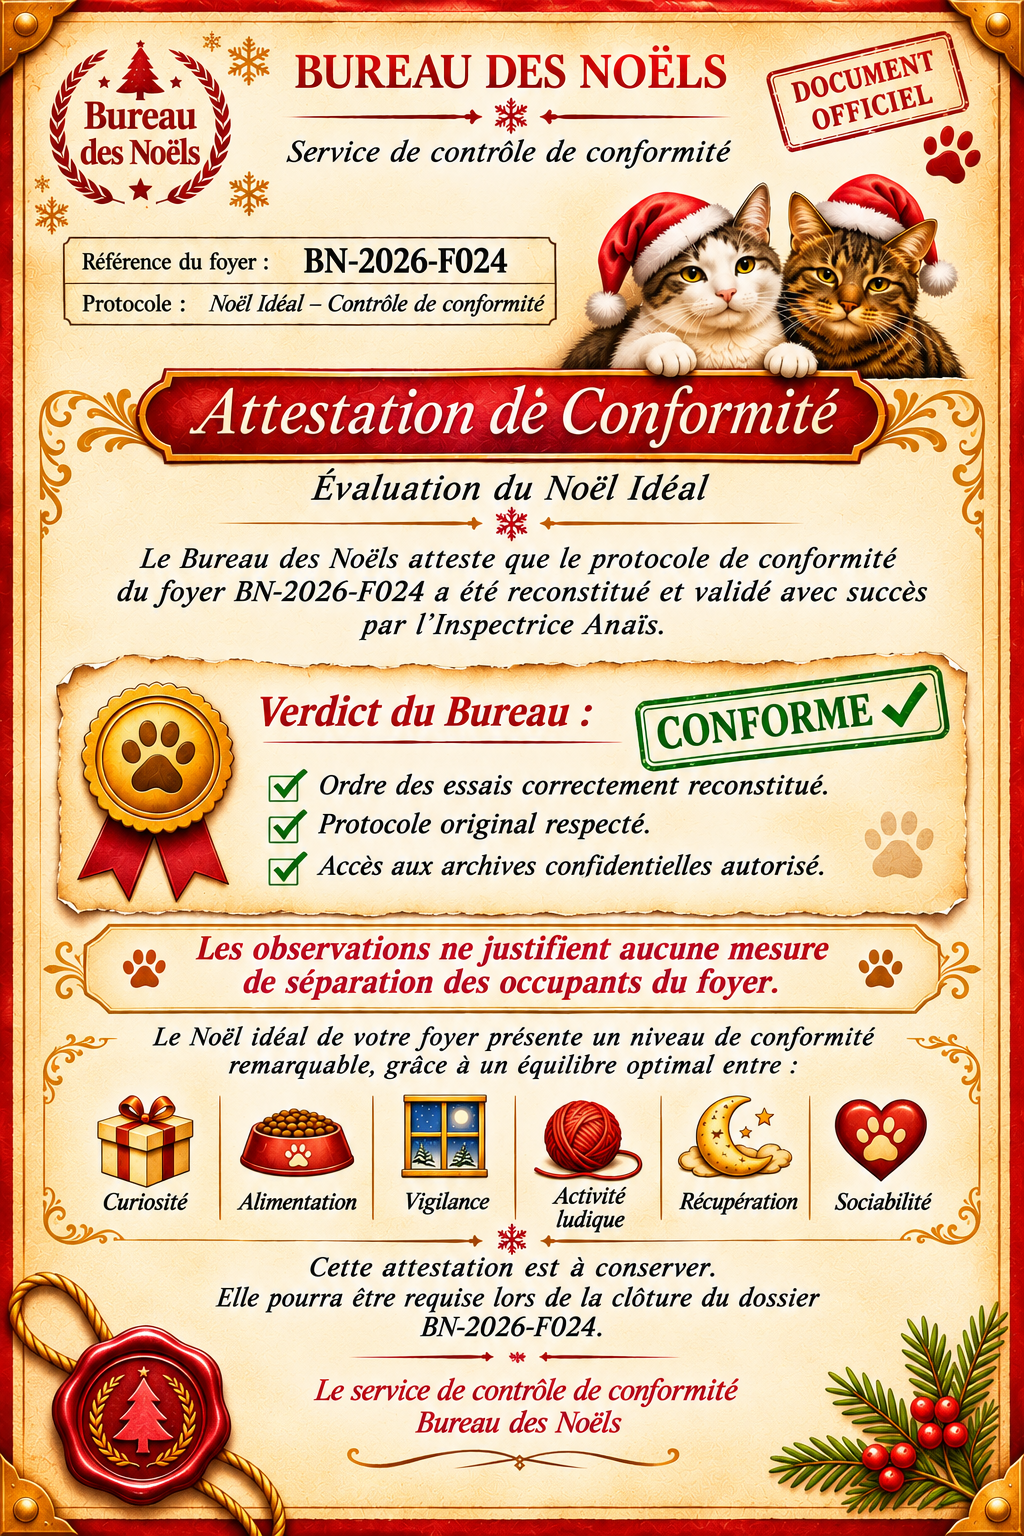 Bureau
des Noëls
BUREAU DES NOËLS
Service de contrôle de conformité
DOCUMENT
OFFICIEL
Référence du foyer : BN-2026-F024
Protocole : Noël Idéal – Contrôle de conformité
Attestation de Conformité
Évaluation du Noël Idéal
Le Bureau des Noëls atteste que le protocole de conformité
du foyer BN-2026-F024 a été reconstitué et validé avec succès
par l'Inspectrice Anaïs.
Verdict du Bureau :
CONFORME
Ordre des essais correctement reconstitué.
Protocole original respecté.
Accès aux archives confidentielles autorisé.
Les observations ne justifient aucune mesure
de séparation des occupants du foyer.
Le Noël idéal de votre foyer présente un niveau de conformité
remarquable, grâce à un équilibre optimal entre :
Curiosité
Alimentation
Vigilance
Activité
ludique
Récupération
Sociabilité
Cette attestation est à conserver.
Elle pourra être requise lors de la clôture du dossier
BN-2026-F024.
Le service de contrôle de conformité
Bureau des Noëls